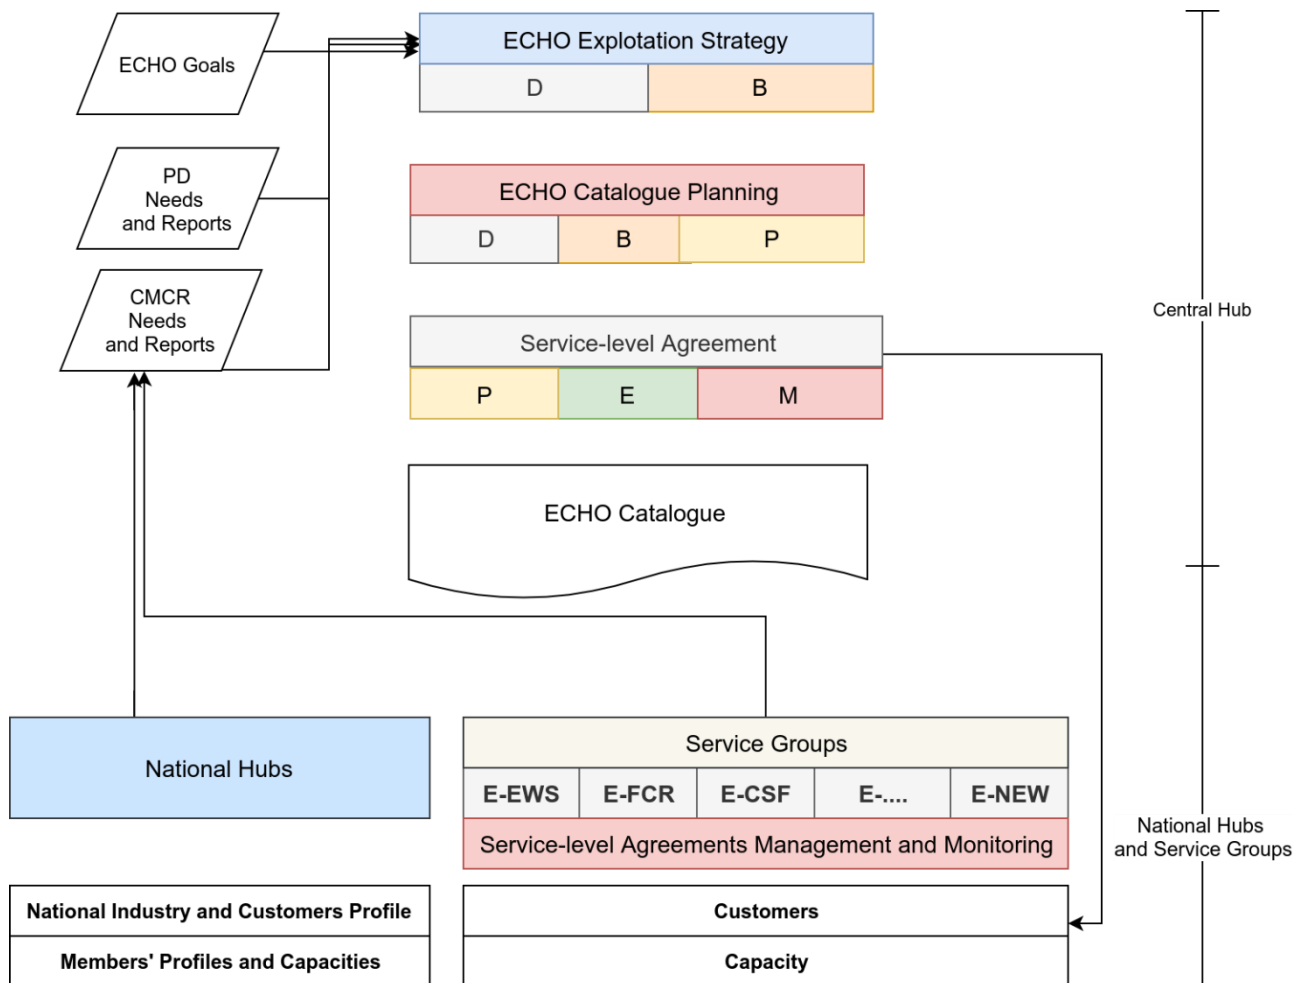 ECHO Goals
ECHO Explotation Strategy
D
B
PD
Needs
and Reports
ECHO Catalogue Planning
D
B
P
CMCR
Needs
and Reports
Service-level Agreement
P
E
M
Central Hub
ECHO Catalogue
National Hubs
Service Groups
E-EWS
E-FCR
E-CSF
E-....
E-NEW
Service-level Agreements Management and Monitoring
National Hubs
and Service Groups
National Industry and Customers Profile
Members' Profiles and Capacities
Customers
Capacity